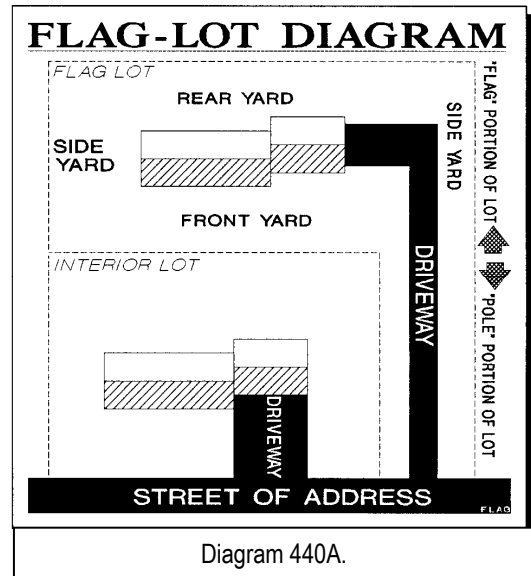 FLAG-LOT DIAGRAM
FLAG LOT
REAR YARD
SIDE
YARD
SIDE YARD
"FLAG" PORTION OF LOT
FRONT YARD
INTERIOR LOT
DRIVEWAY
"POLE" PORTION OF LOT
DRIVEWAY
STREET OF ADDRESS
FLAG
Diagram 440A.